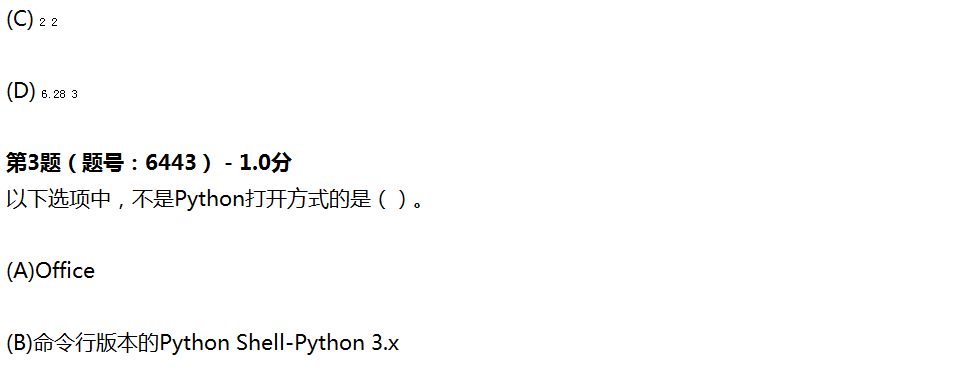 (C) 2 2
(D) 6.28 3
第3题（题号：6443） - 1.0分
以下选项中，不是Python打开方式的是（ ）。
(A)Office
(B)命令行版本的Python Shell-Python 3.x